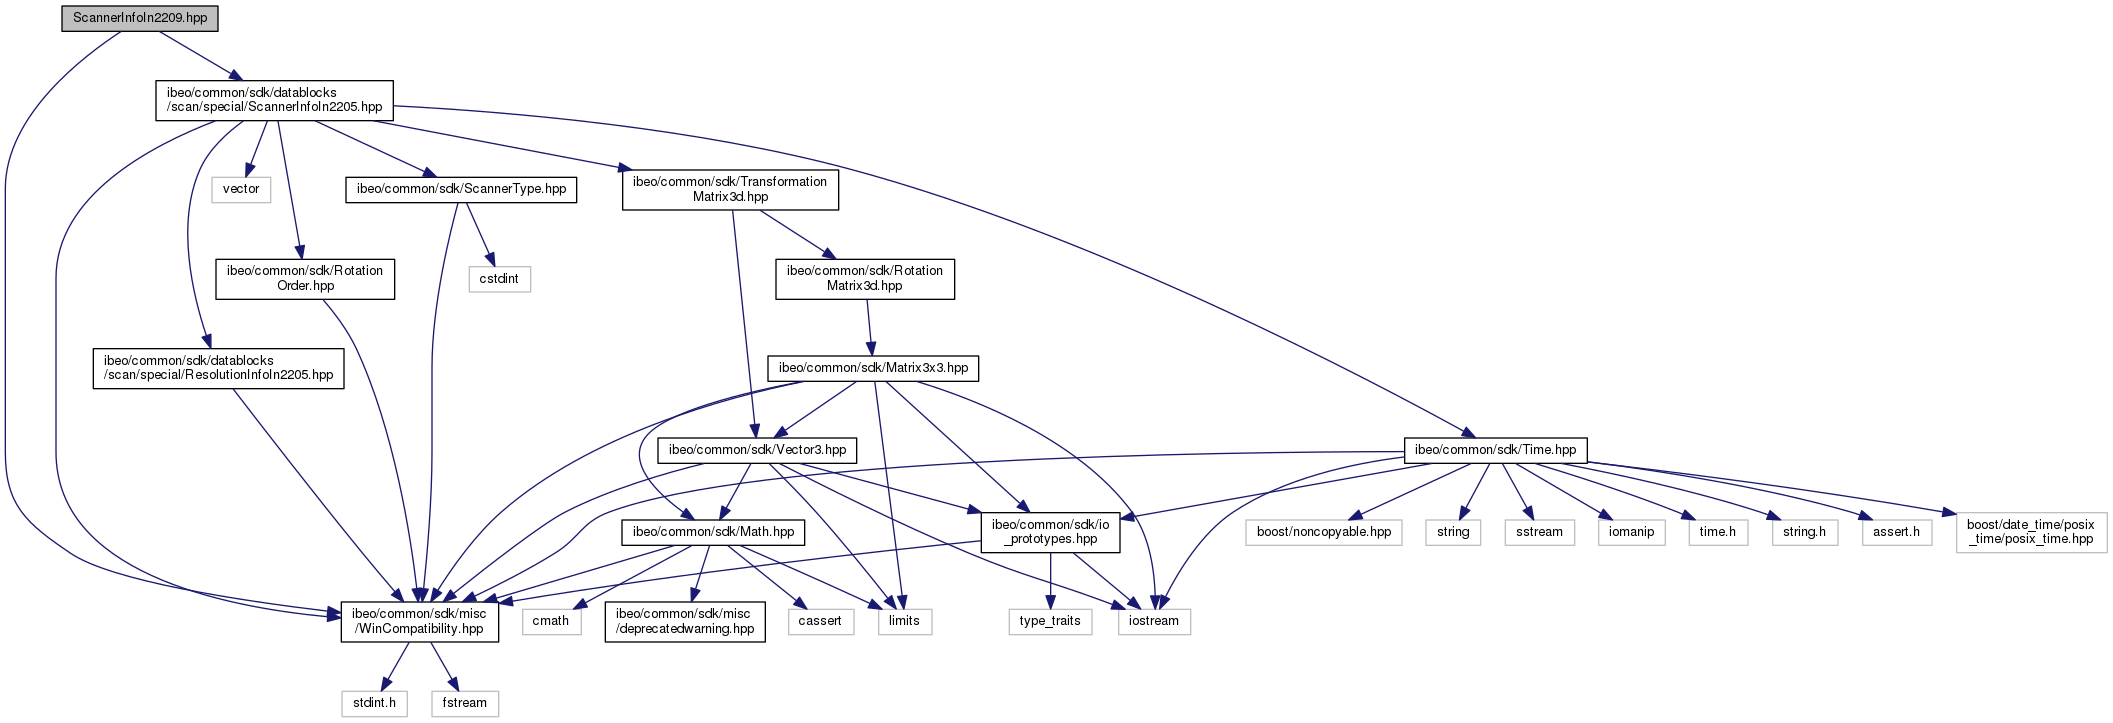 ScannerInfoIn2209.hpp
ibeo/common/sdk/datablocks
/scan/special/ScannerInfoIn2205.hpp
vector
ibeo/common/sdk/ScannerType.hpp
ibeo/common/sdk/Transformation
Matrix3d.hpp
ibeo/common/sdk/Rotation
Order.hpp
cstdint
ibeo/common/sdk/Rotation
Matrix3d.hpp
ibeo/common/sdk/datablocks
/scan/special/ResolutionInfoIn2205.hpp
ibeo/common/sdk/Matrix3x3.hpp
ibeo/common/sdk/Vector3.hpp
ibeo/common/sdk/Time.hpp
ibeo/common/sdk/Math.hpp
ibeo/common/sdk/io
_prototypes.hpp
boost/noncopyable.hpp
string
sstream
iomanip
time.h
string.h
assert.h
boost/date_time/posix
_time/posix_time.hpp
ibeo/common/sdk/misc
/WinCompatibility.hpp
cmath
ibeo/common/sdk/misc
/deprecatedwarning.hpp
cassert
limits
type_traits
iostream
stdint.h
fstream